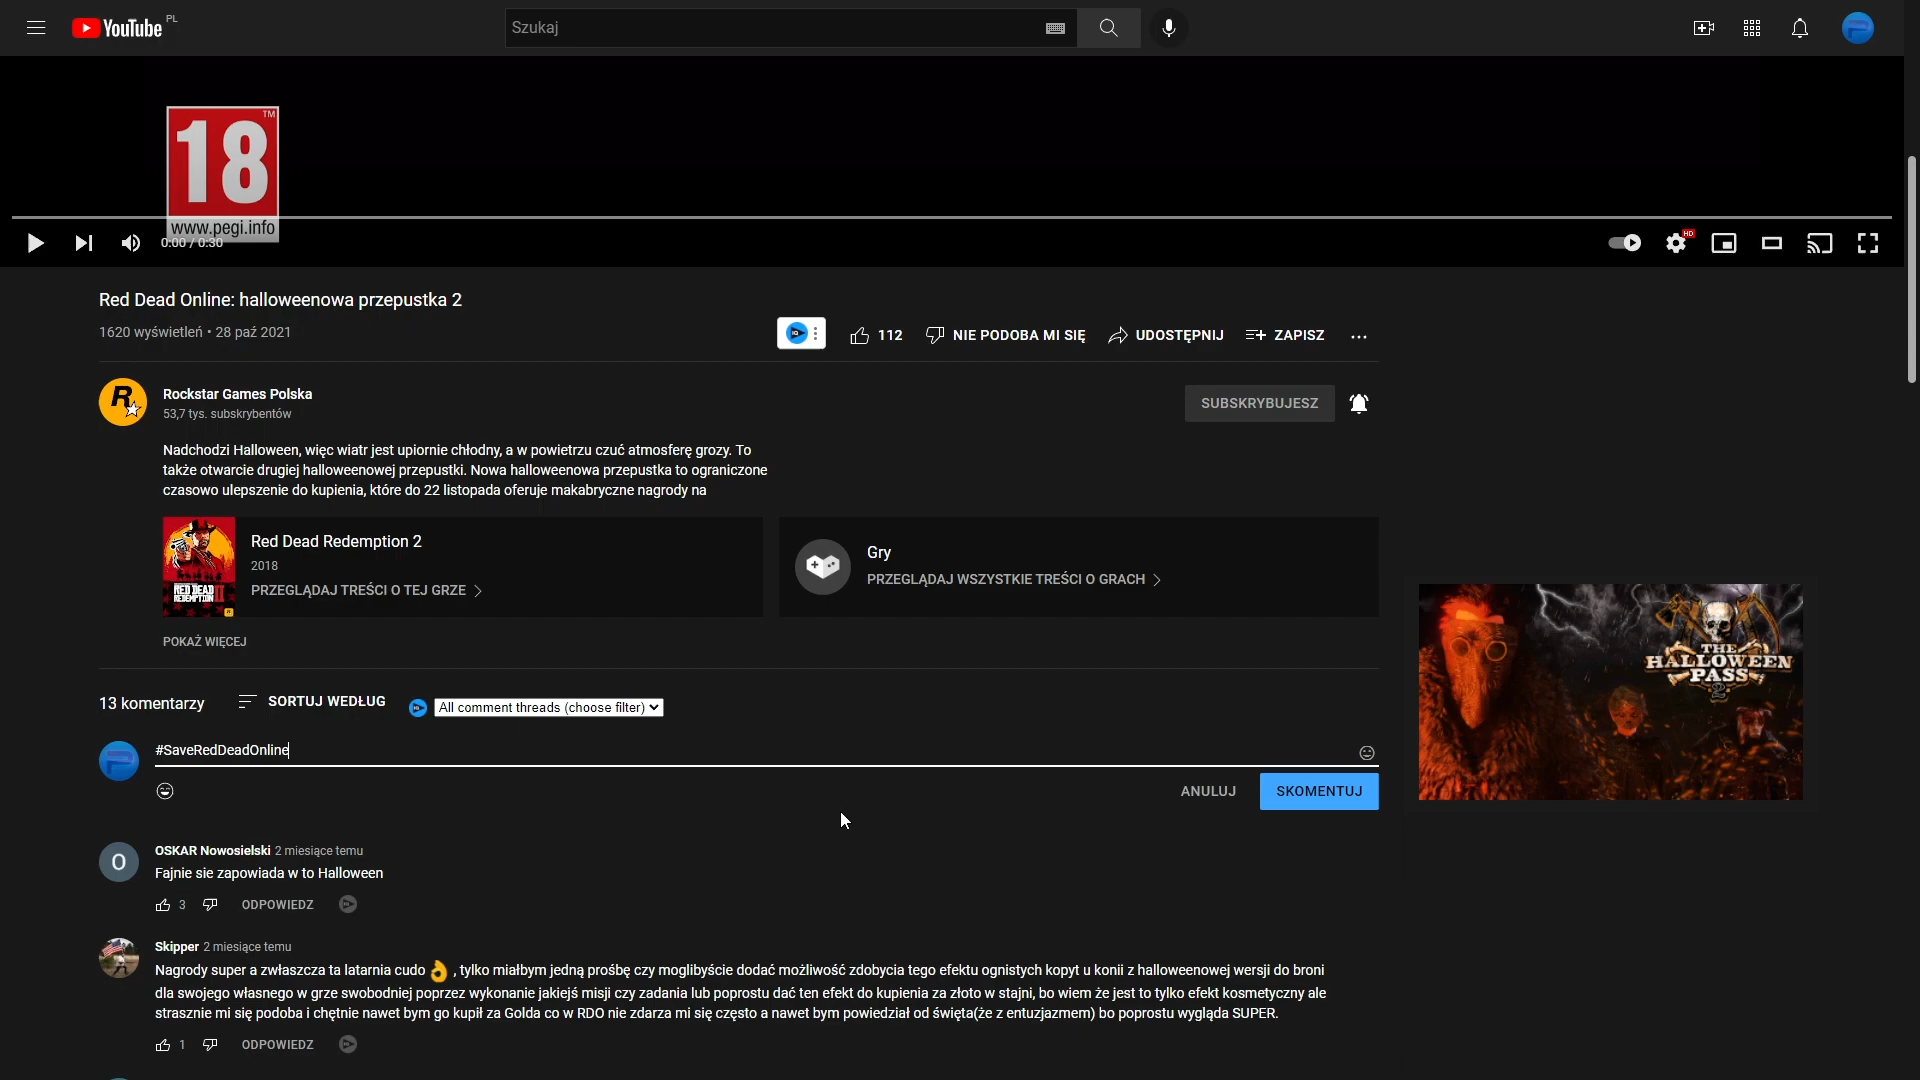 YouTube PL
Szukaj
18
TM
www.pegi.info
0:00 / 0:30
HD
Red Dead Online: halloweenowa przepustka 2
1620 wyświetleń • 28 paź 2021
112
NIE PODOBA MI SIĘ
UDOSTĘPNIJ
ZAPISZ
Rockstar Games Polska
53,7 tys. subskrybentów
SUBSKRYBUJESZ
Nadchodzi Halloween, więc wiatr jest upiornie chłodny, a w powietrzu czuć atmosferę grozy. To
także otwarcie drugiej halloweenowej przepustki. Nowa halloweenowa przepustka to ograniczone
czasowo ulepszenie do kupienia, które do 22 listopada oferuje makabryczne nagrody na
RED DEAD
REDEMPTION II
Red Dead Redemption 2
2018
PRZEGLĄDAJ TREŚCI O TEJ GRZE
Gry
PRZEGLĄDAJ WSZYSTKIE TREŚCI O GRACH
POKAŻ WIĘCEJ
THE
HALLOWEEN
PASS
2
13 komentarzy
SORTUJ WEDŁUG
All comment threads (choose filter)
#SaveRedDeadOnline
ANULUJ
SKOMENTUJ
O
OSKAR Nowosielski 2 miesiące temu
Fajnie sie zapowiada w to Halloween
3
ODPOWIEDZ
Skipper 2 miesiące temu
Nagrody super a zwłaszcza ta latarnia cudo 👌 , tylko miałbym jedną prośbę czy moglibyście dodać możliwość zdobycia tego efektu ognistych kopyt u konii z halloweenowej wersji do broni
dla swojego własnego w grze swobodniej poprzez wykonanie jakiejś misji czy zadania lub poprostu dać ten efekt do kupienia za złoto w stajni, bo wiem że jest to tylko efekt kosmetyczny ale
strasznie mi się podoba i chętnie nawet bym go kupił za Golda co w RDO nie zdarza mi się często a nawet bym powiedział od święta(że z entuzjazmem) bo poprostu wygląda SUPER.
1
ODPOWIEDZ